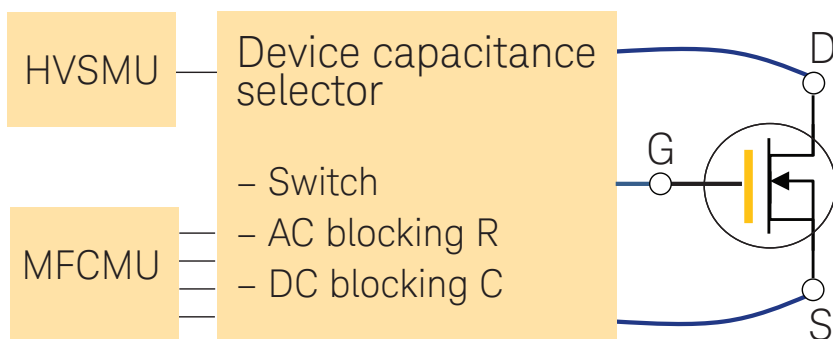 HVSMU
MFCMU
Device capacitance
selector
– Switch
– AC blocking R
– DC blocking C
D
G
S